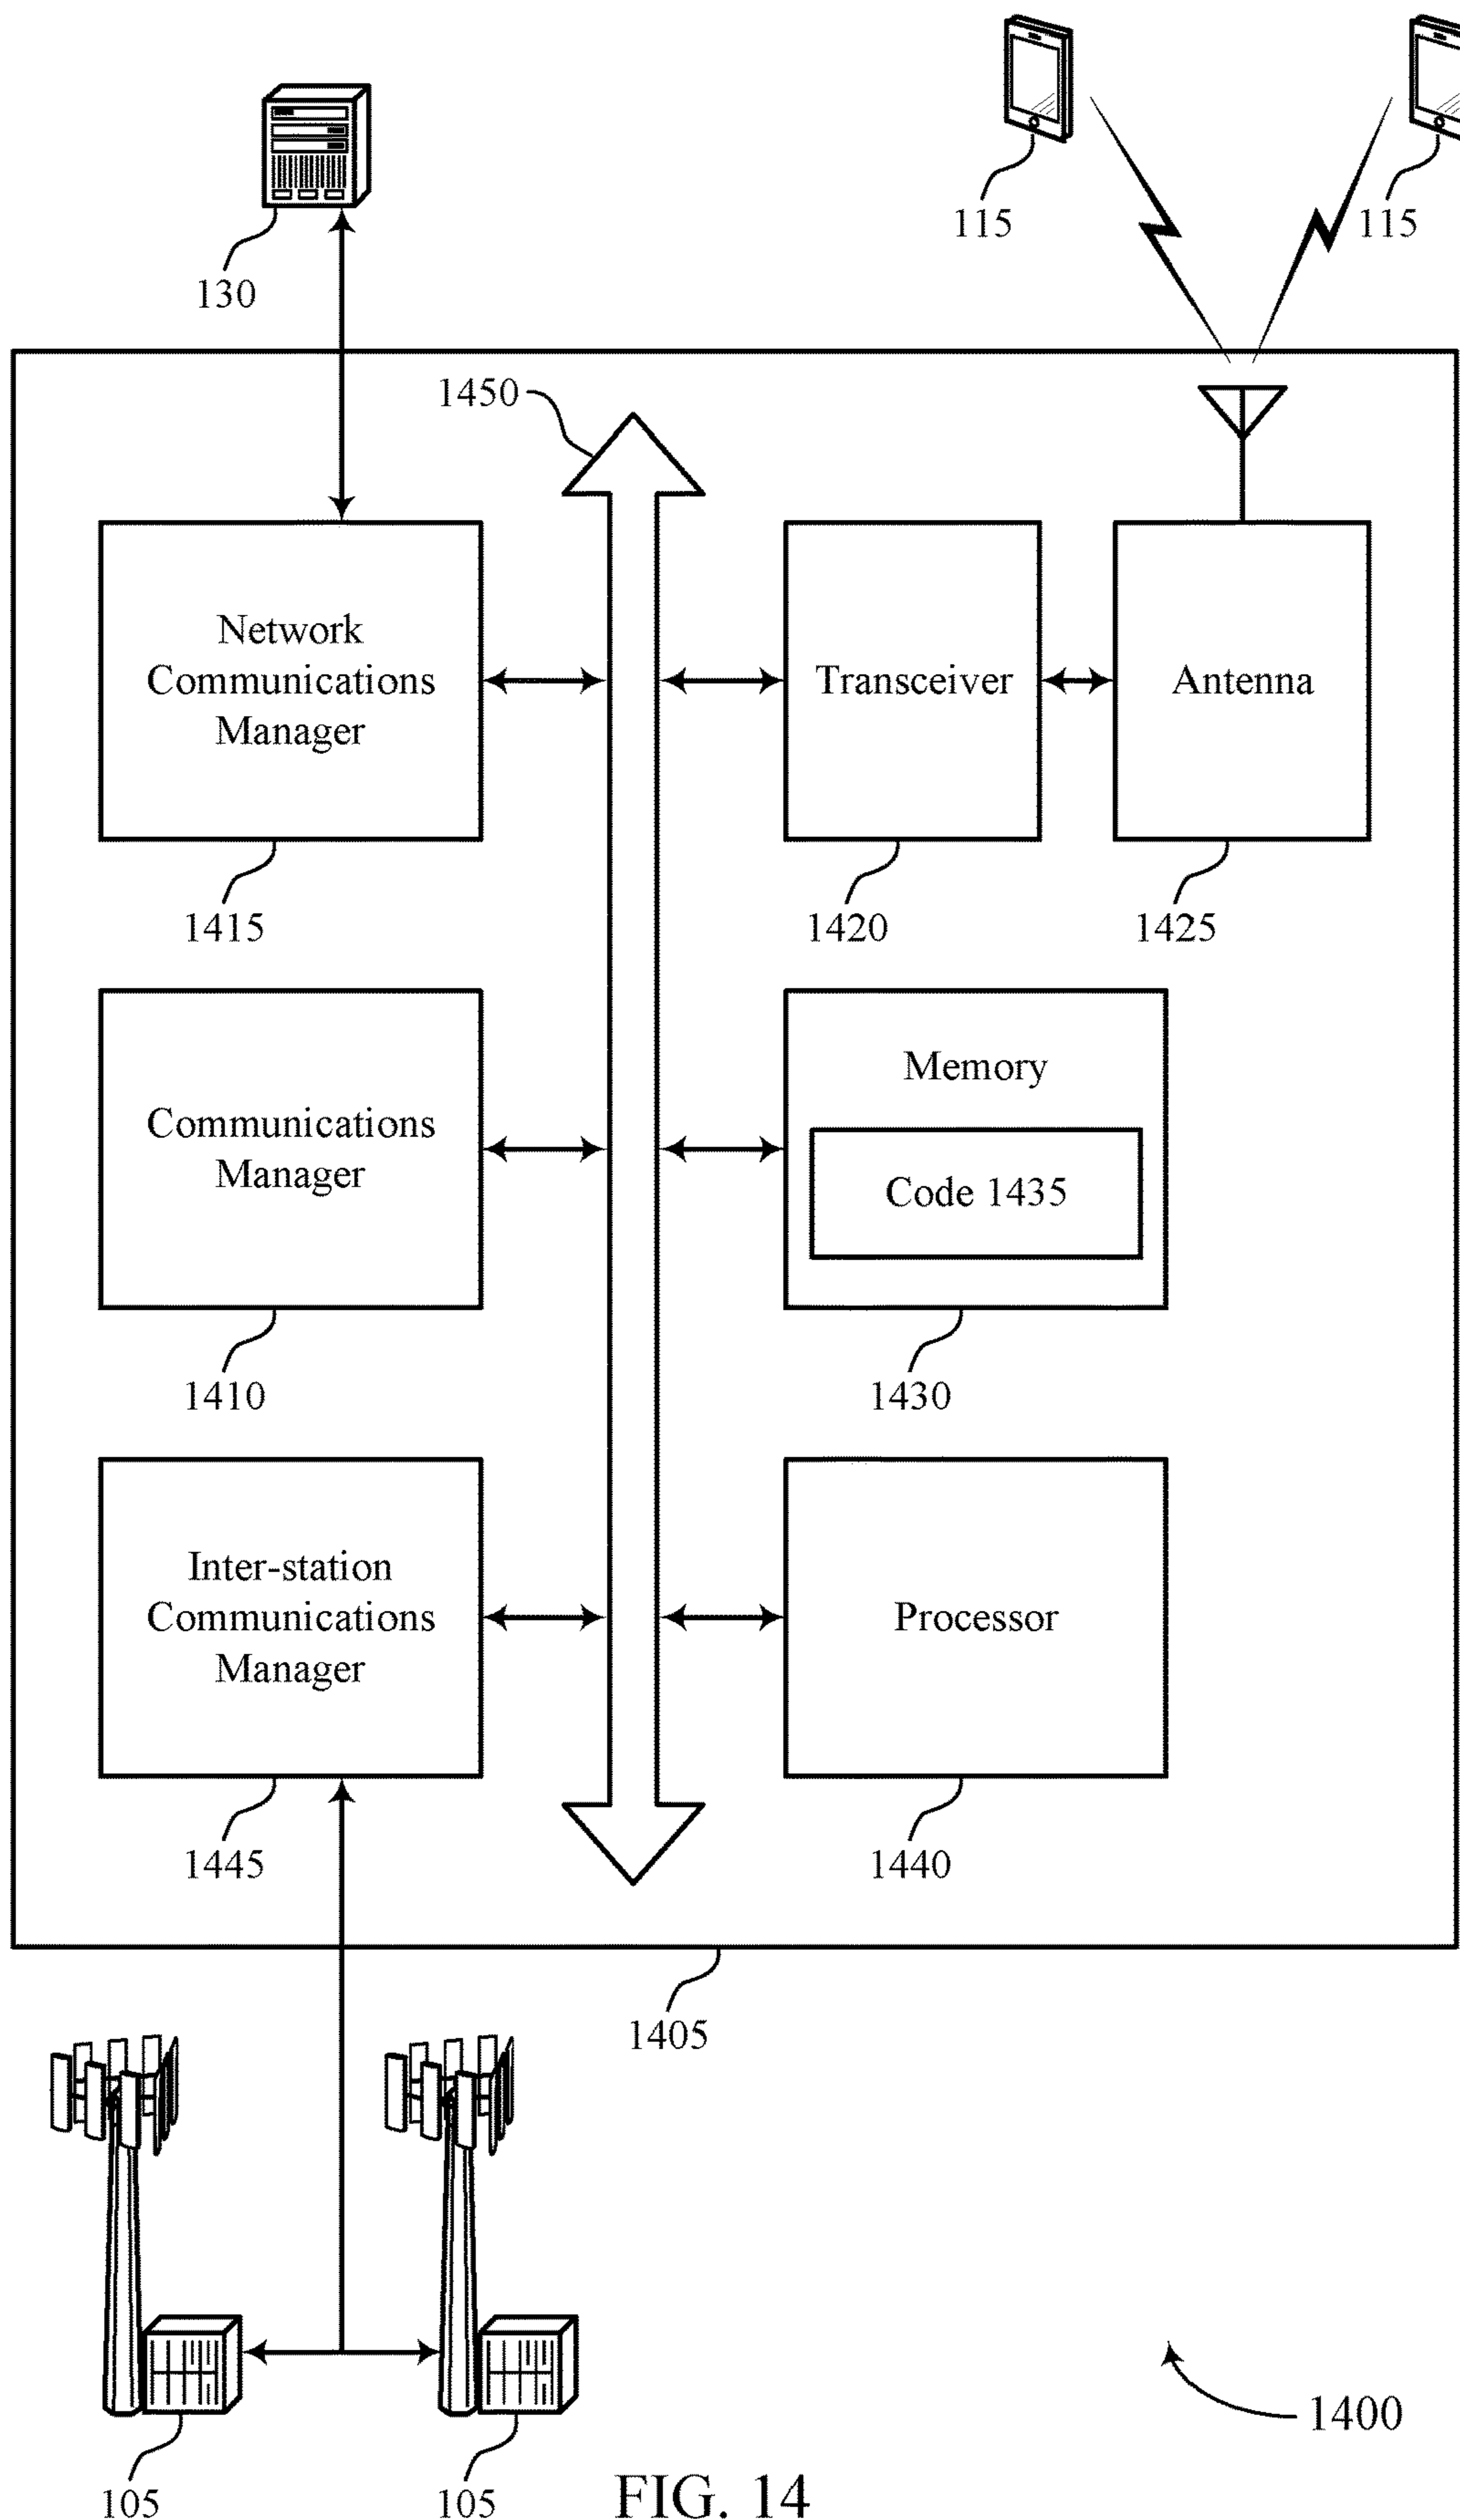 115
115
130
1450
Network
Communications
Manager
Transceiver
Antenna
1415
1420
1425
Communications
Manager
Memory
Code 1435
1410
1430
Inter-station
Communications
Manager
Processor
1445
1440
1405
1400
105
105
FIG. 14